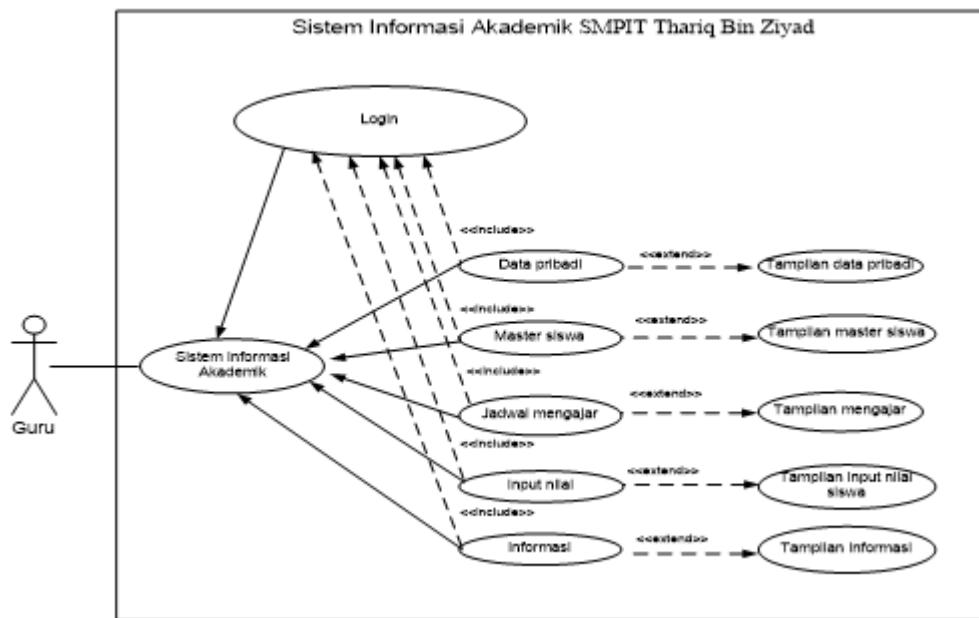 Sistem Informasi Akademik SMPIT Thariq Bin Ziyad
Login
<<include>>
Data pribadi
<<extend>>
Tampilan data pribadi
<<include>>
Master siswa
<<extend>>
Tampilan master siswa
Sistem Informasi
Akademik
<<include>>
Jadwal mengajar
<<extend>>
Tampilan mengajar
Guru
<<include>>
Input nilai
<<extend>>
Tampilan input nilai
siswa
<<include>>
Informasi
<<extend>>
Tampilan informasi